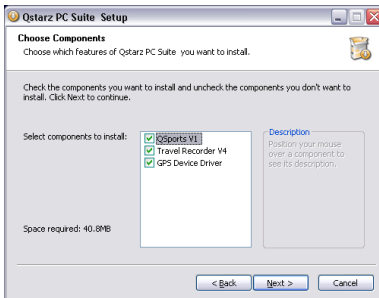 Qstarz PC Suite Setup
Choose Components
Choose which features of Qstarz PC Suite you want to install.
Check the components you want to install and uncheck the components you don't want to
install. Click Next to continue.
Select components to install:
QSports V1
Travel Recorder V4
GPS Device Driver
Description
Position your mouse
over a component to
see its description.
Space required: 40.8MB
< Back
Next >
Cancel